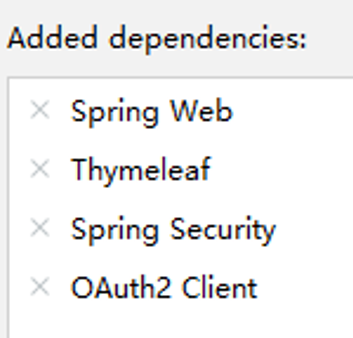 Added dependencies:
Spring Web
Thymeleaf
Spring Security
OAuth2 Client